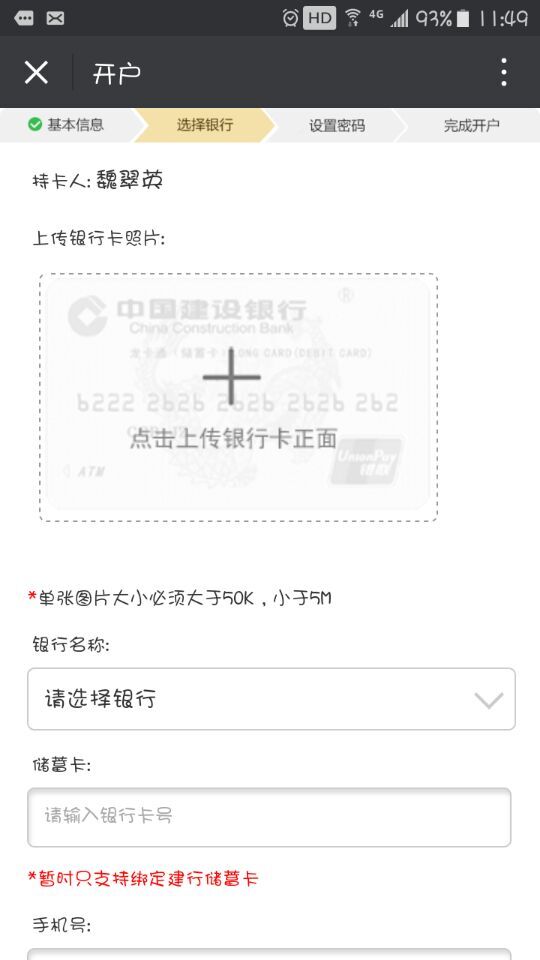 HD 4G 93% 11:49
开户
基本信息 选择银行 设置密码 完成开户
持卡人: 魏翠英
上传银行卡照片:
中国建设银行 ®
China Construction Bank
龙卡通(储蓄卡) LONG CARD(DEBIT CARD)
6222 2626 2626 2626 262
点击上传银行卡正面
ATM
UnionPay
银联
*单张图片大小必须大于50K，小于5M
银行名称:
请选择银行
储蓄卡:
请输入银行卡号
*暂时只支持绑定建行储蓄卡
手机号: